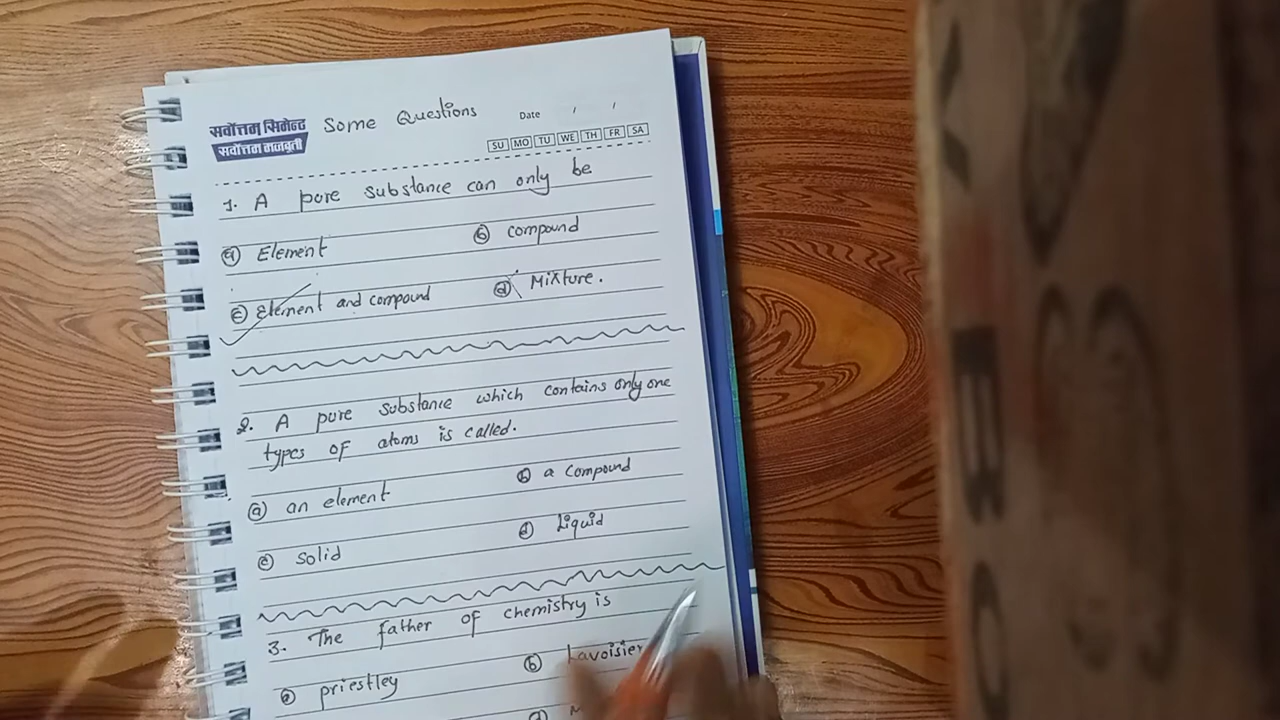 सर्वोत्तम सिमेन्ट
सर्वोत्तम मजबुती
Some Questions
Date
SU MO TU WE TH FR SA
1. A pure substance can only be
(a) Element (b) compound
(c) Element and compound (d) Mixture.
2. A pure substance which contains only one
types of atoms is called.
(a) an element (b) a compound
(c) solid (d) Liquid
3. The father of chemistry is
(a) priestley (b) Lavoisier
(d)